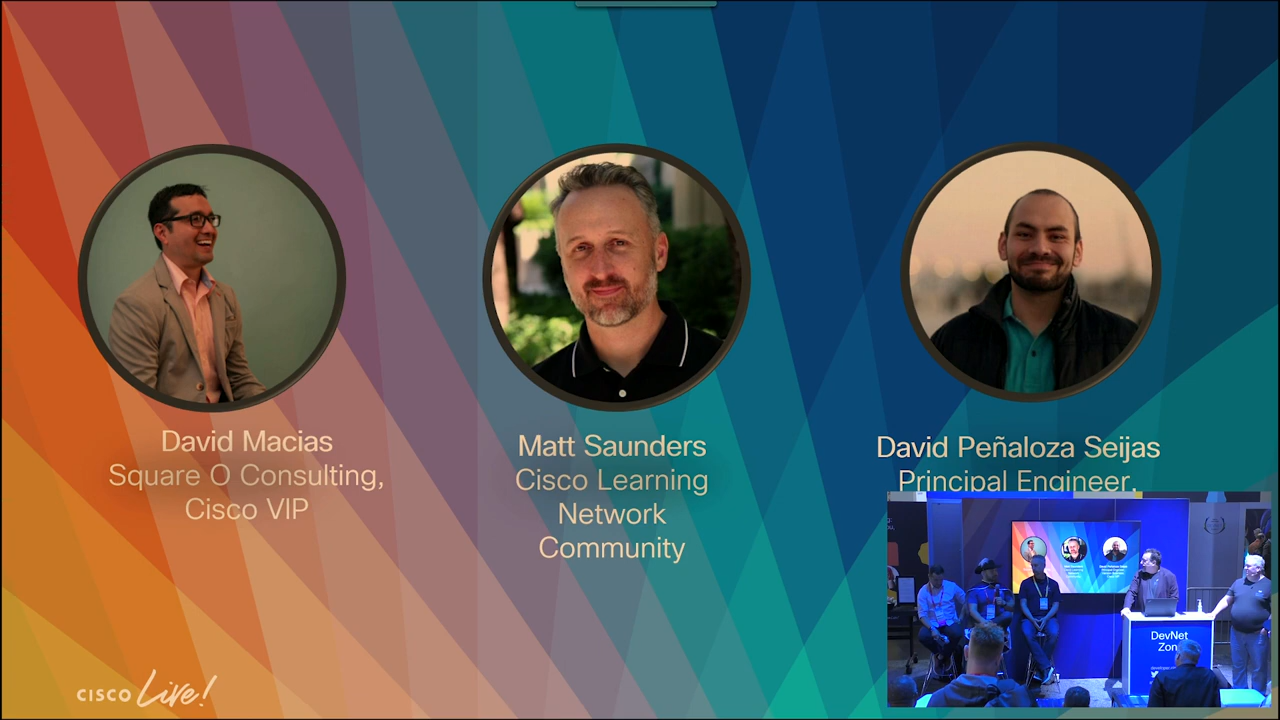 David Macias
Square O Consulting,
Cisco VIP
Matt Saunders
Cisco Learning
Network
Community
David Peñaloza Seijas
Principal Engineer,
DevNet
CISCO Live!